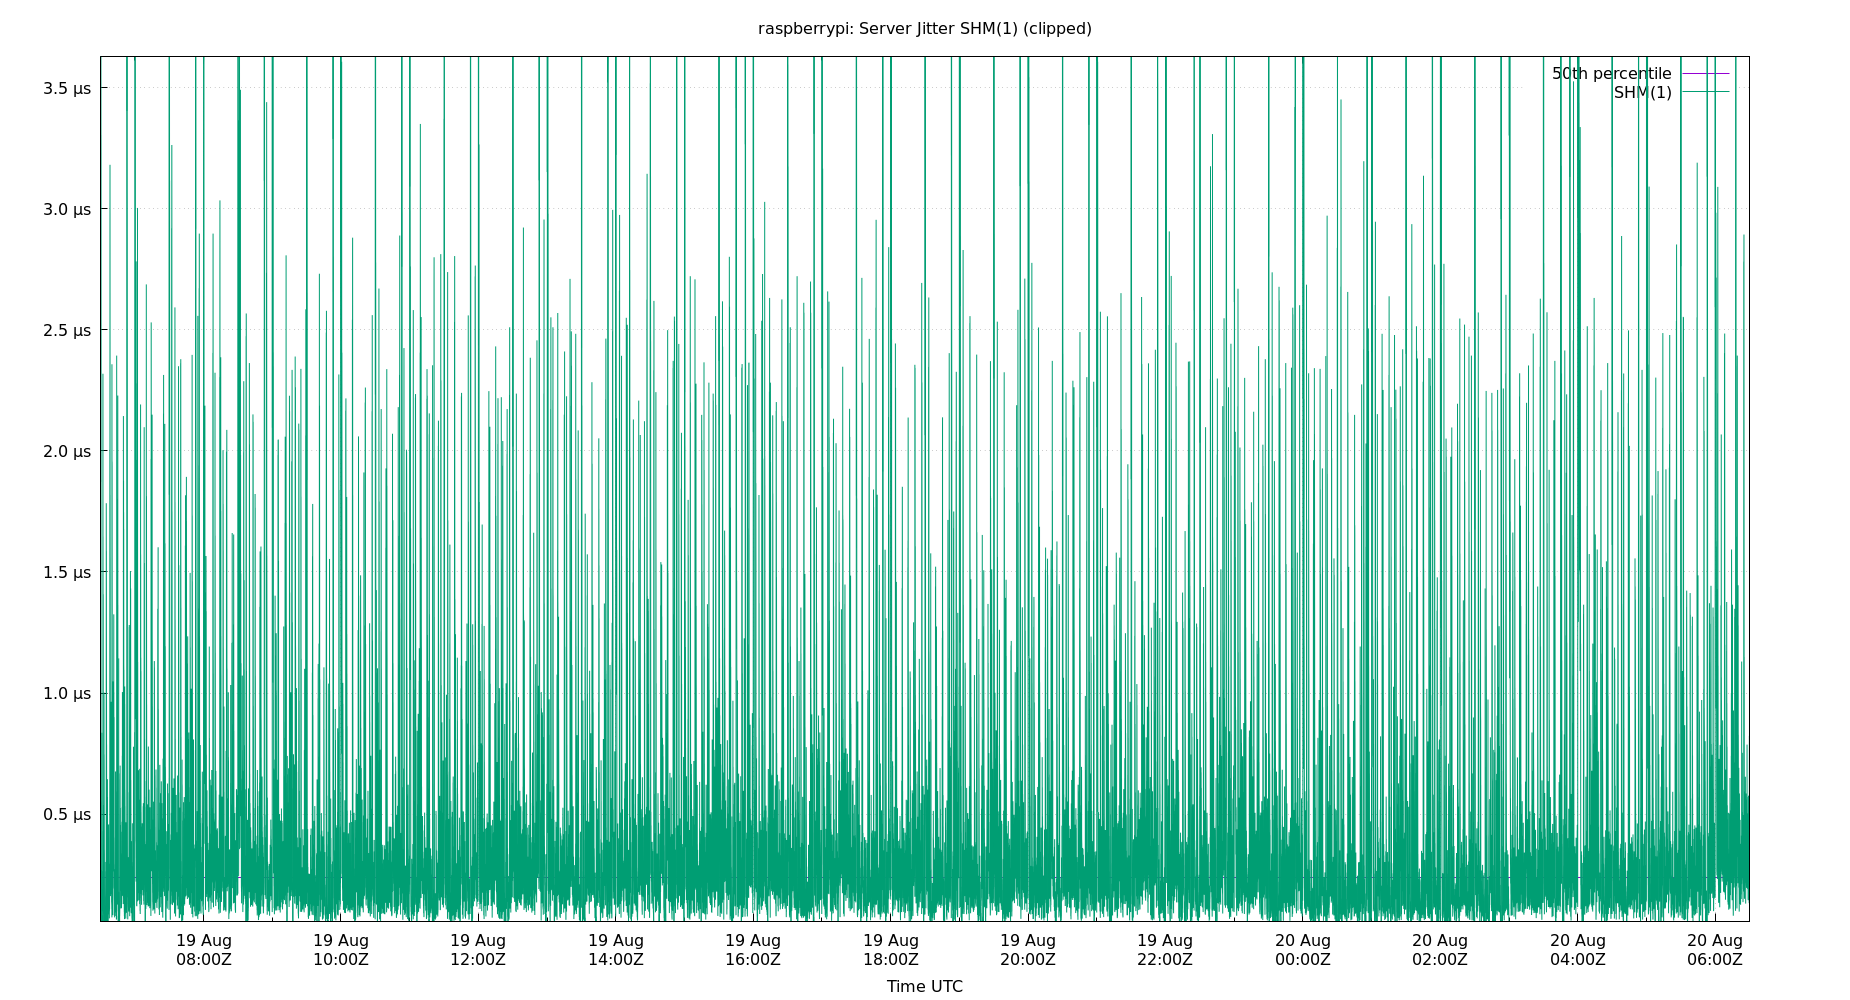 raspberrypi: Server Jitter SHM(1) (clipped)
50th percentile
SHM(1)
3.5 μs
3.0 μs
2.5 μs
2.0 μs
1.5 μs
1.0 μs
0.5 μs
19 Aug 19 Aug 19 Aug 19 Aug 19 Aug 19 Aug 19 Aug 19 Aug 20 Aug 20 Aug 20 Aug 20 Aug
08:00Z 10:00Z 12:00Z 14:00Z 16:00Z 18:00Z 20:00Z 22:00Z 00:00Z 02:00Z 04:00Z 06:00Z
Time UTC